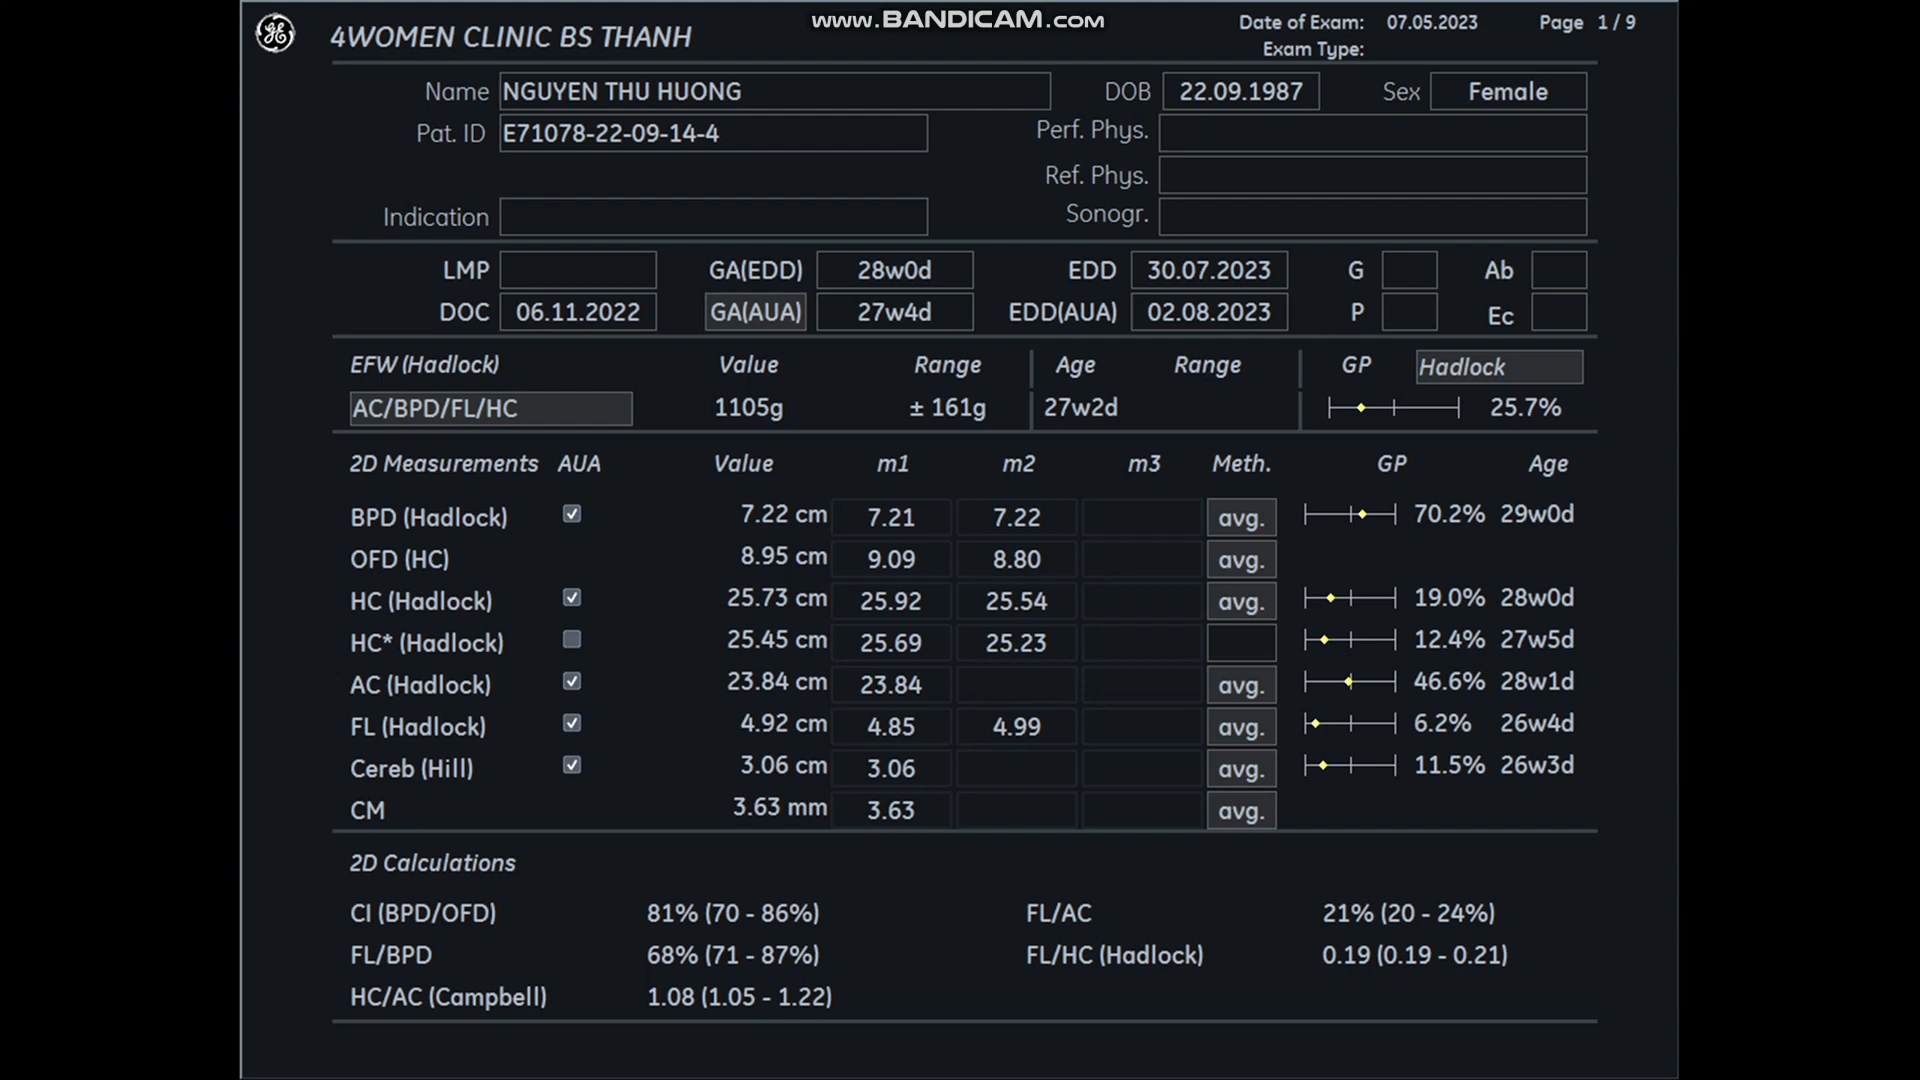 www.BANDICAM.com
4WOMEN CLINIC BS THANH
Date of Exam: 07.05.2023 Page 1 / 9
Exam Type:
Name NGUYEN THU HUONG DOB 22.09.1987 Sex Female
Pat. ID E71078-22-09-14-4 Perf. Phys.
Ref. Phys.
Indication Sonogr.
LMP GA(EDD) 28w0d EDD 30.07.2023 G Ab
DOC 06.11.2022 GA(AUA) 27w4d EDD(AUA) 02.08.2023 P Ec
EFW (Hadlock) Value Range Age Range GP Hadlock
AC/BPD/FL/HC 1105g ± 161g 27w2d 25.7%
2D Measurements AUA Value m1 m2 m3 Meth. GP Age
BPD (Hadlock) 7.22 cm 7.21 7.22 avg. 70.2% 29w0d
OFD (HC) 8.95 cm 9.09 8.80 avg.
HC (Hadlock) 25.73 cm 25.92 25.54 avg. 19.0% 28w0d
HC* (Hadlock) 25.45 cm 25.69 25.23 12.4% 27w5d
AC (Hadlock) 23.84 cm 23.84 avg. 46.6% 28w1d
FL (Hadlock) 4.92 cm 4.85 4.99 avg. 6.2% 26w4d
Cereb (Hill) 3.06 cm 3.06 avg. 11.5% 26w3d
CM 3.63 mm 3.63 avg.
2D Calculations
CI (BPD/OFD) 81% (70 - 86%) FL/AC 21% (20 - 24%)
FL/BPD 68% (71 - 87%) FL/HC (Hadlock) 0.19 (0.19 - 0.21)
HC/AC (Campbell) 1.08 (1.05 - 1.22)